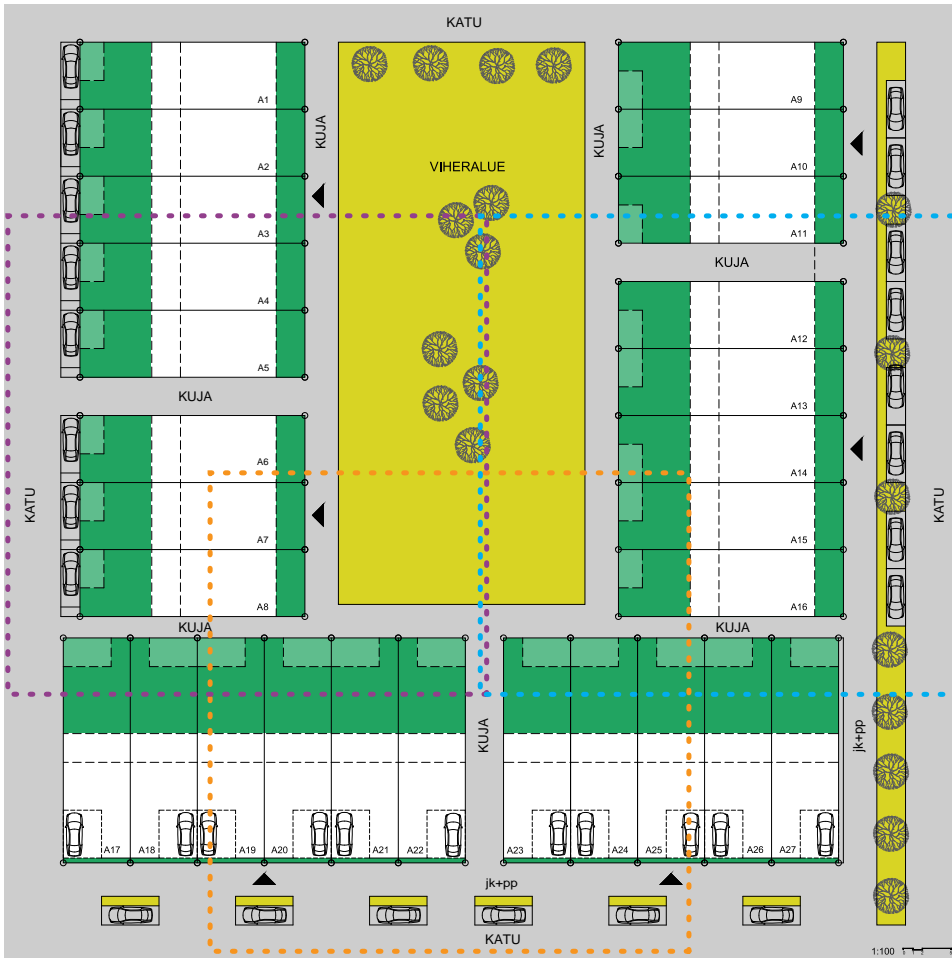 KATU
A1
A9
KUJA
KUJA
A2
VIHERALUE
A10
A3
A11
KUJA
A4
A12
A5
KUJA
A13
A6
A14
KATU
KATU
A7
A15
A8
A16
KUJA
KUJA
KUJA
jk+pp
A17
A18
A19
A20
A21
A22
A23
A24
A25
A26
A27
jk+pp
KATU
1:100